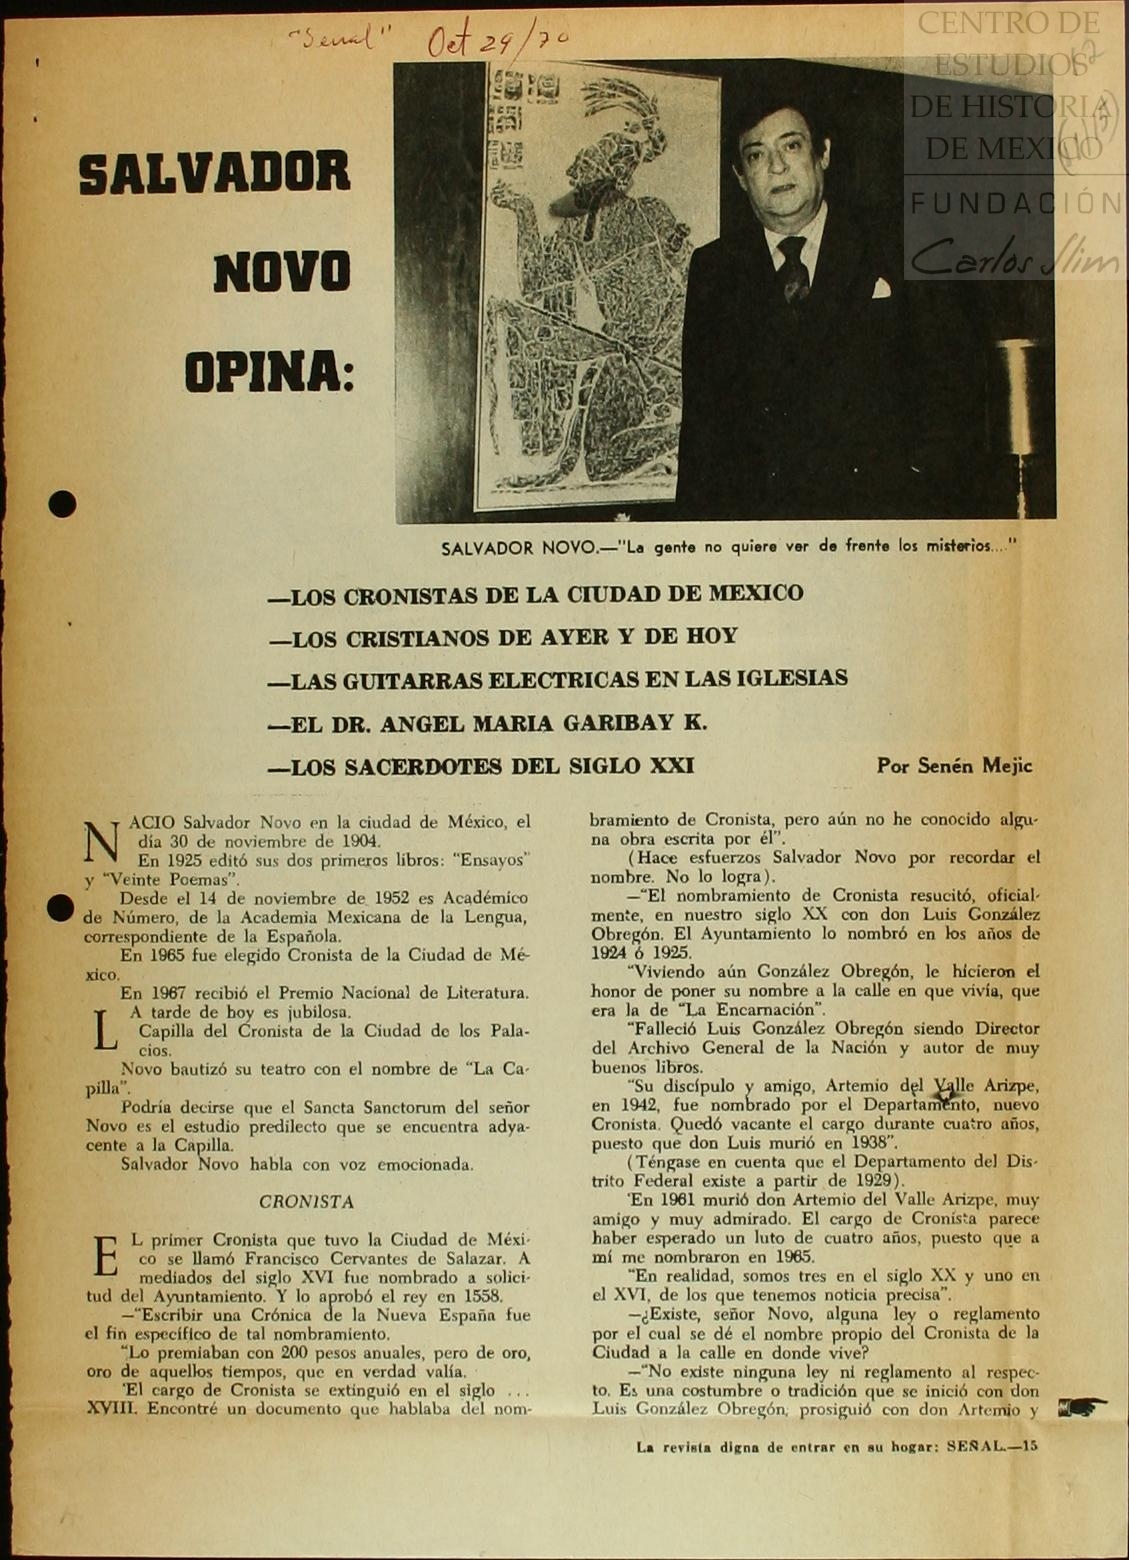 "Señal" Oct 29/70
CENTRO DE
ESTUDIOS
DE HISTORIA
DE MEXICO
FUNDACIÓN
Carlos Slim
SALVADOR
NOVO
OPINA:
SALVADOR NOVO.—"La gente no quiere ver de frente los misterios...."
—LOS CRONISTAS DE LA CIUDAD DE MEXICO
—LOS CRISTIANOS DE AYER Y DE HOY
—LAS GUITARRAS ELECTRICAS EN LAS IGLESIAS
—EL DR. ANGEL MARIA GARIBAY K.
—LOS SACERDOTES DEL SIGLO XXI
Por Senén Mejic
NACIO Salvador Novo en la ciudad de México, el
día 30 de noviembre de 1904.
En 1925 editó sus dos primeros libros: "Ensayos"
y "Veinte Poemas".
Desde el 14 de noviembre de 1952 es Académico
de Número, de la Academia Mexicana de la Lengua,
correspondiente de la Española.
En 1965 fue elegido Cronista de la Ciudad de Mé-
xico.
En 1967 recibió el Premio Nacional de Literatura.
LA tarde de hoy es jubilosa.
Capilla del Cronista de la Ciudad de los Pala-
cios.
Novo bautizó su teatro con el nombre de "La Ca-
pilla".
Podría decirse que el Sancta Sanctorum del señor
Novo es el estudio predilecto que se encuentra adya-
cente a la Capilla.
Salvador Novo habla con voz emocionada.
CRONISTA
EL primer Cronista que tuvo la Ciudad de Méxi-
co se llamó Francisco Cervantes de Salazar. A
mediados del siglo XVI fue nombrado a solici-
tud del Ayuntamiento. Y lo aprobó el rey en 1558.
—"Escribir una Crónica de la Nueva España fue
el fin específico de tal nombramiento.
"Lo premiaban con 200 pesos anuales, pero de oro,
oro de aquellos tiempos, que en verdad valía.
'El cargo de Cronista se extinguió en el siglo ...
XVIII. Encontré un documento que hablaba del nom-
bramiento de Cronista, pero aún no he conocido algu-
na obra escrita por él".
(Hace esfuerzos Salvador Novo por recordar el
nombre. No lo logra).
—"El nombramiento de Cronista resucitó, oficial-
mente, en nuestro siglo XX con don Luis González
Obregón. El Ayuntamiento lo nombró en los años de
1924 ó 1925.
"Viviendo aún González Obregón, le hicieron el
honor de poner su nombre a la calle en que vivía, que
era la de "La Encarnación".
"Falleció Luis González Obregón siendo Director
del Archivo General de la Nación y autor de muy
buenos libros.
"Su discípulo y amigo, Artemio del Valle Arizpe,
en 1942, fue nombrado por el Departamento, nuevo
Cronista. Quedó vacante el cargo durante cuatro años,
puesto que don Luis murió en 1938".
(Téngase en cuenta que el Departamento del Dis-
trito Federal existe a partir de 1929).
'En 1961 murió don Artemio del Valle Arizpe, muy
amigo y muy admirado. El cargo de Cronista parece
haber esperado un luto de cuatro años, puesto que a
mí me nombraron en 1965.
"En realidad, somos tres en el siglo XX y uno en
el XVI, de los que tenemos noticia precisa".
—¿Existe, señor Novo, alguna ley o reglamento
por el cual se dé el nombre propio del Cronista de la
Ciudad a la calle en donde vive?
—"No existe ninguna ley ni reglamento al respec-
to. Es una costumbre o tradición que se inició con don
Luis González Obregón; prosiguió con don Artemio y
La revista digna de entrar en su hogar: SEÑAL.—15